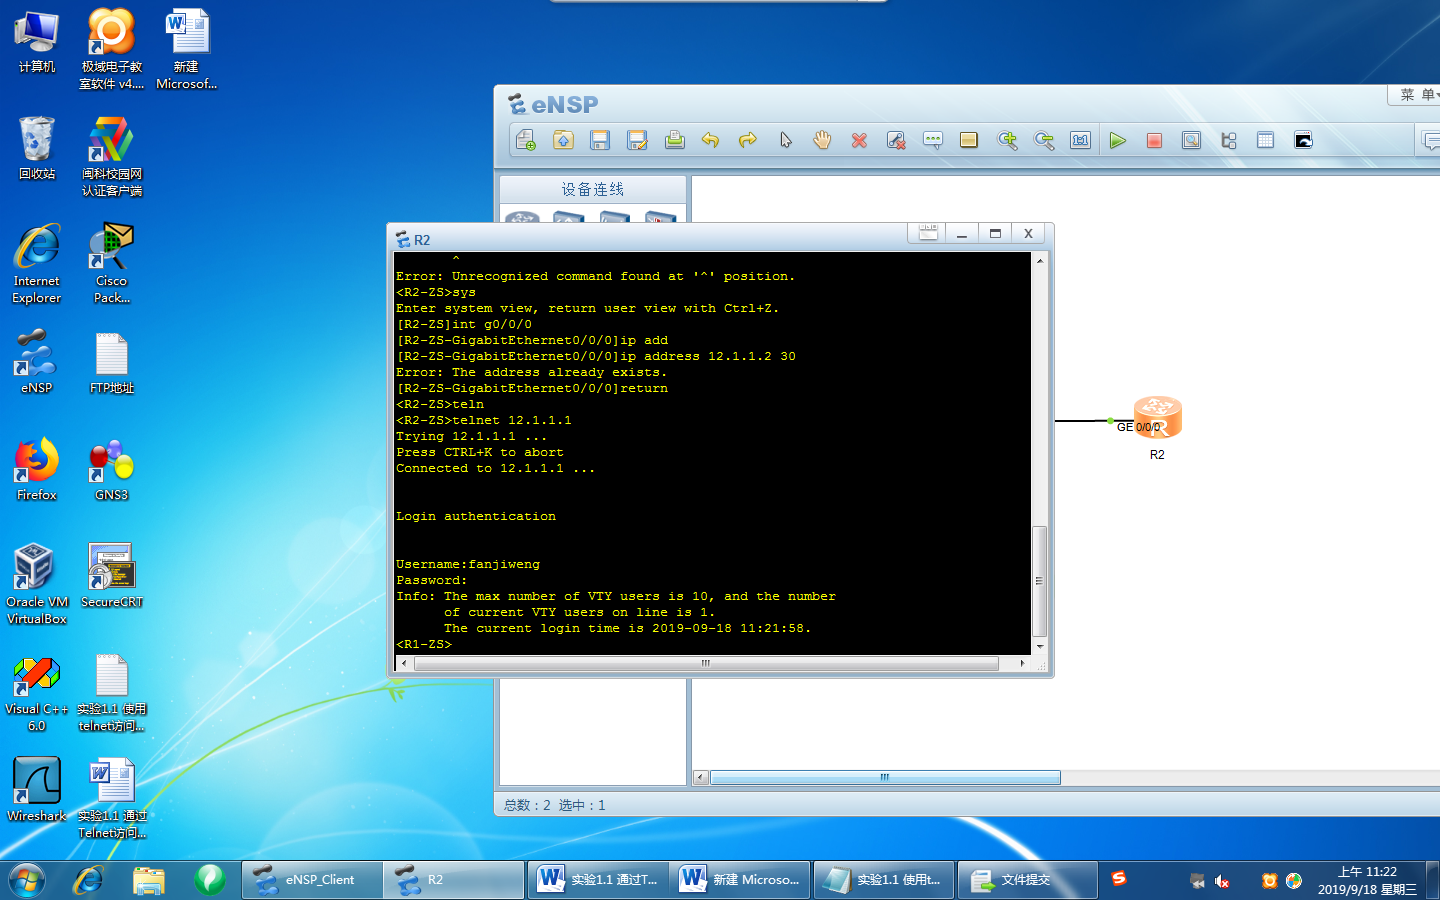 计算机
极域电子教
室软件 v4....
新建
Microsof...
回收站
闽科校园网
认证客户端
Internet
Explorer
Cisco
Pack...
eNSP
FTP地址
Firefox
GNS3
Oracle VM
VirtualBox
SecureCRT
Visual C++
6.0
实验1.1 使用
telnet访问...
Wireshark
实验1.1 通过
Telnet访问...
eNSP
菜 单
1:1
设备连线
R2
X
^
Error: Unrecognized command found at '^' position.
<R2-ZS>sys
Enter system view, return user view with Ctrl+Z.
[R2-ZS]int g0/0/0
[R2-ZS-GigabitEthernet0/0/0]ip add
[R2-ZS-GigabitEthernet0/0/0]ip address 12.1.1.2 30
Error: The address already exists.
[R2-ZS-GigabitEthernet0/0/0]return
<R2-ZS>teln
<R2-ZS>telnet 12.1.1.1
Trying 12.1.1.1 ...
Press CTRL+K to abort
Connected to 12.1.1.1 ...
Login authentication
Username:fanjiweng
Password:
Info: The max number of VTY users is 10, and the number
of current VTY users on line is 1.
The current login time is 2019-09-18 11:21:58.
<R1-ZS>
GE 0/0/0
R
R2
总数：2 选中：1
eNSP_Client
R2
实验1.1 通过T...
新建 Microso...
实验1.1 使用t...
文件提交
上午 11:22
2019/9/18 星期三